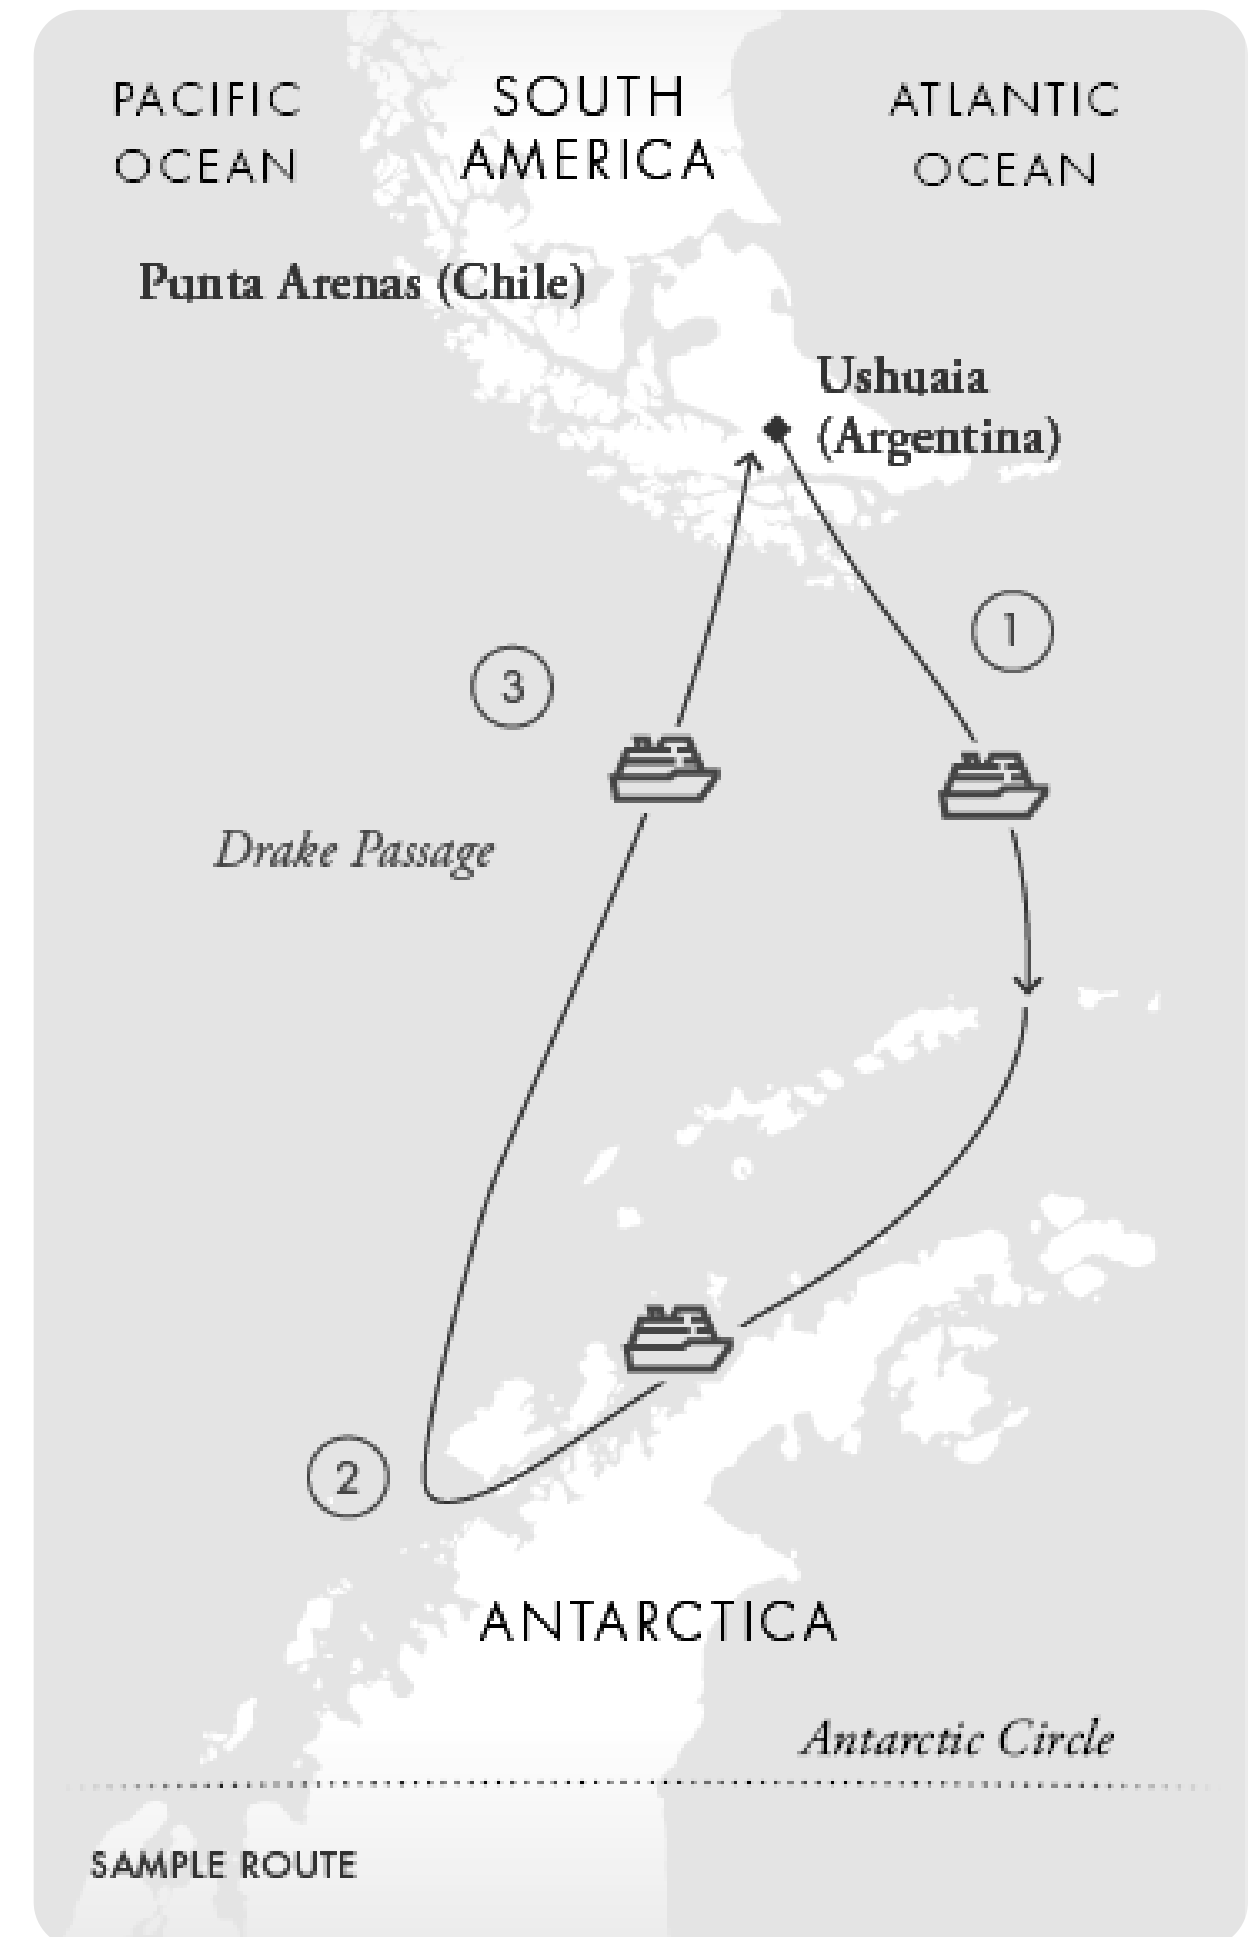 PACIFIC
OCEAN
SOUTH
AMERICA
ATLANTIC
OCEAN
Punta Arenas (Chile)
Ushuaia
(Argentina)
1
3
Drake Passage
2
ANTARCTICA
Antarctic Circle
SAMPLE ROUTE